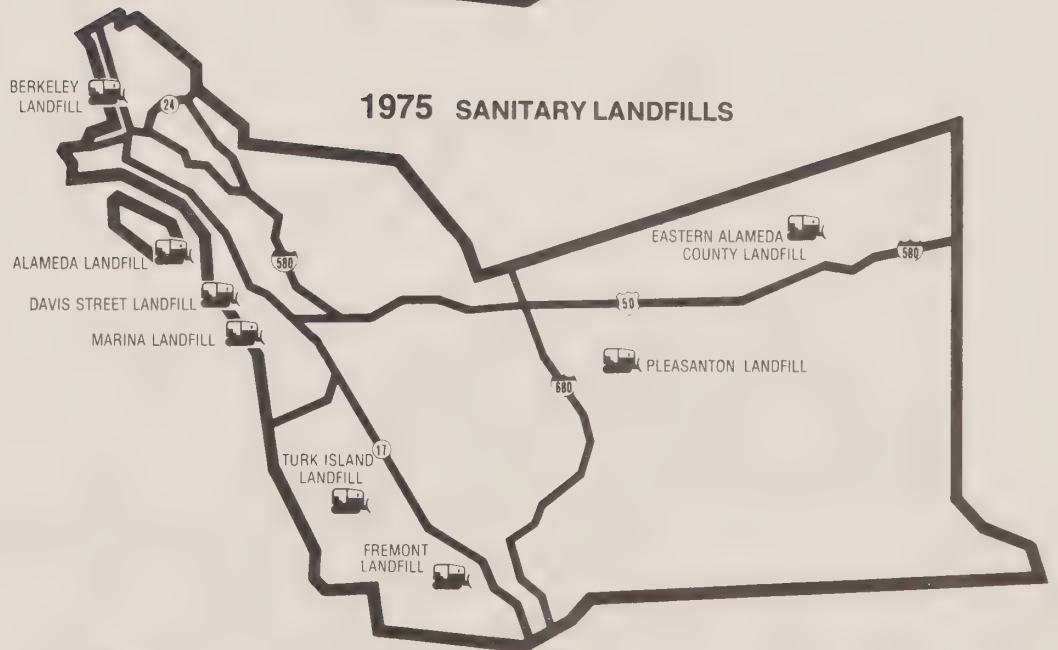 1975 SANITARY LANDFILLS
BERKELEY
LANDFILL
24
ALAMEDA LANDFILL
DAVIS STREET LANDFILL
MARINA LANDFILL
580
EASTERN ALAMEDA
COUNTY LANDFILL
580
50
PLEASANTON LANDFILL
680
17
TURK ISLAND
LANDFILL
FREMONT
LANDFILL